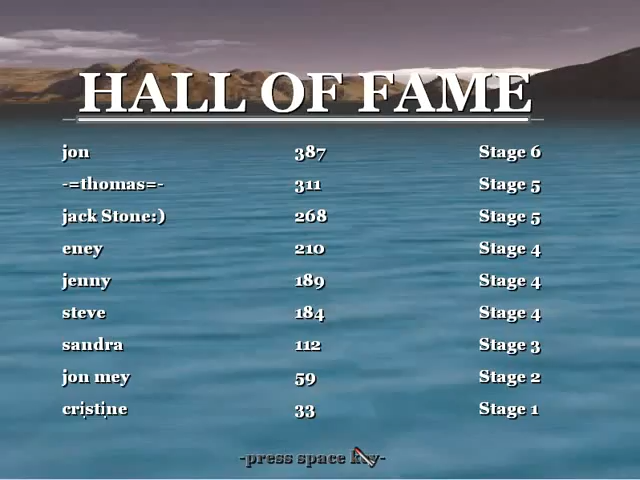 HALL OF FAME
jon 387 Stage 6
-=thomas=- 311 Stage 5
jack Stone:) 268 Stage 5
eney 210 Stage 4
jenny 189 Stage 4
steve 184 Stage 4
sandra 112 Stage 3
jon mey 59 Stage 2
cristine 33 Stage 1
-press space key-